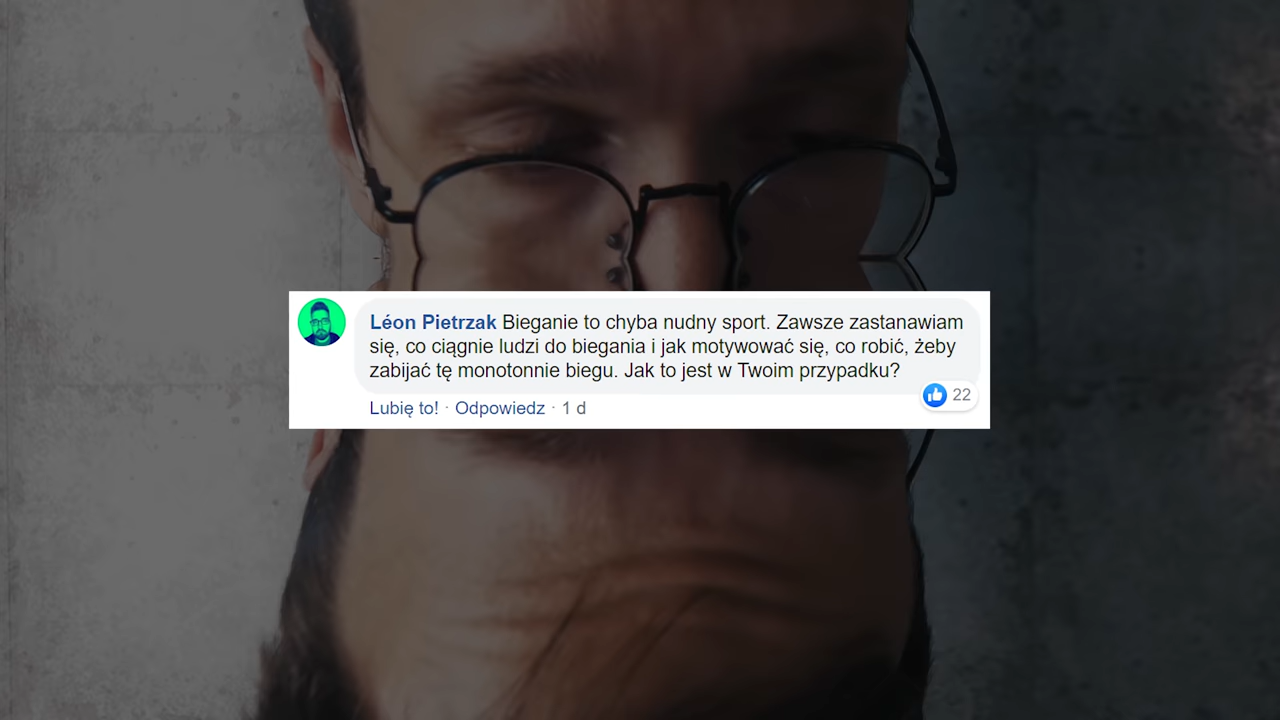 Léon Pietrzak Bieganie to chyba nudny sport. Zawsze zastanawiam
się, co ciągnie ludzi do biegania i jak motywować się, co robić, żeby
zabijać tę monotonnie biegu. Jak to jest w Twoim przypadku?
22
Lubię to! · Odpowiedz · 1 d